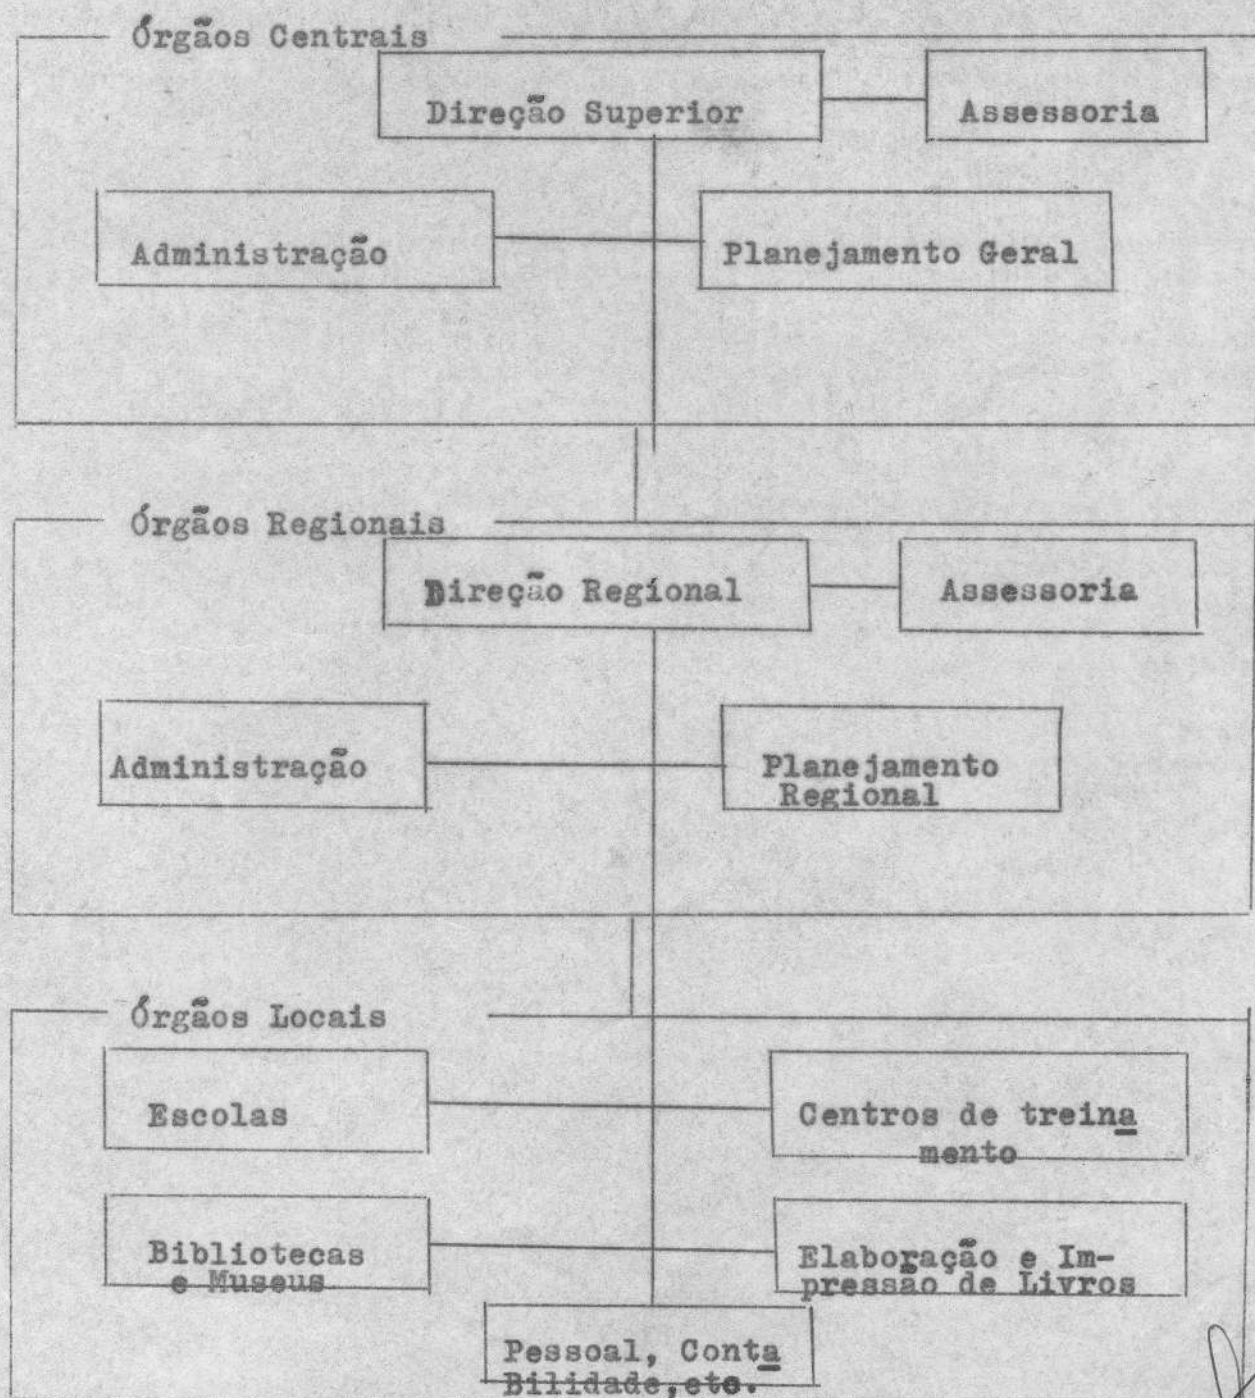 Órgãos Centrais
Direção Superior
Assessoria
Administração
Planejamento Geral
Órgãos Regionais
Direção Regional
Assessoria
Administração
Planejamento
Regional
Órgãos Locais
Escolas
Centros de treina
mento
Bibliotecas
e Museus
Elaboração e Im-
pressão de Livros
Pessoal, Conta
Bilidade,etc.